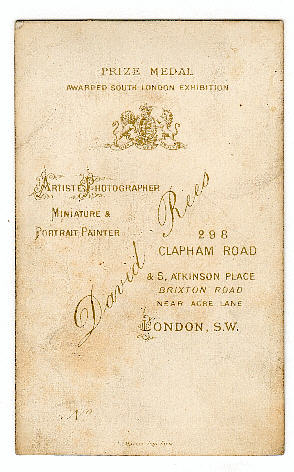 PRIZE MEDAL
AWARDED SOUTH LONDON EXHIBITION
ARTIST & PHOTOGRAPHER
MINIATURE &
PORTRAIT PAINTER
David Rees
298
CLAPHAM ROAD
& 5, ATKINSON PLACE
BRIXTON ROAD
NEAR ACRE LANE
LONDON, S.W.
No